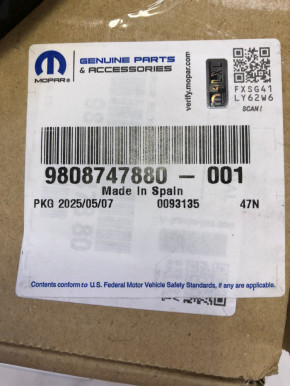 MOPAR®
GENUINE PARTS
& ACCESSORIES
verify.mopar.com
FXSG41
LY62W6
SCAN!
9808747880 - 001
Made In Spain
PKG 2025/05/07 0093135 47N
Contents conform to U.S. Federal Motor Vehicle Safety Standards, if any are applicable.